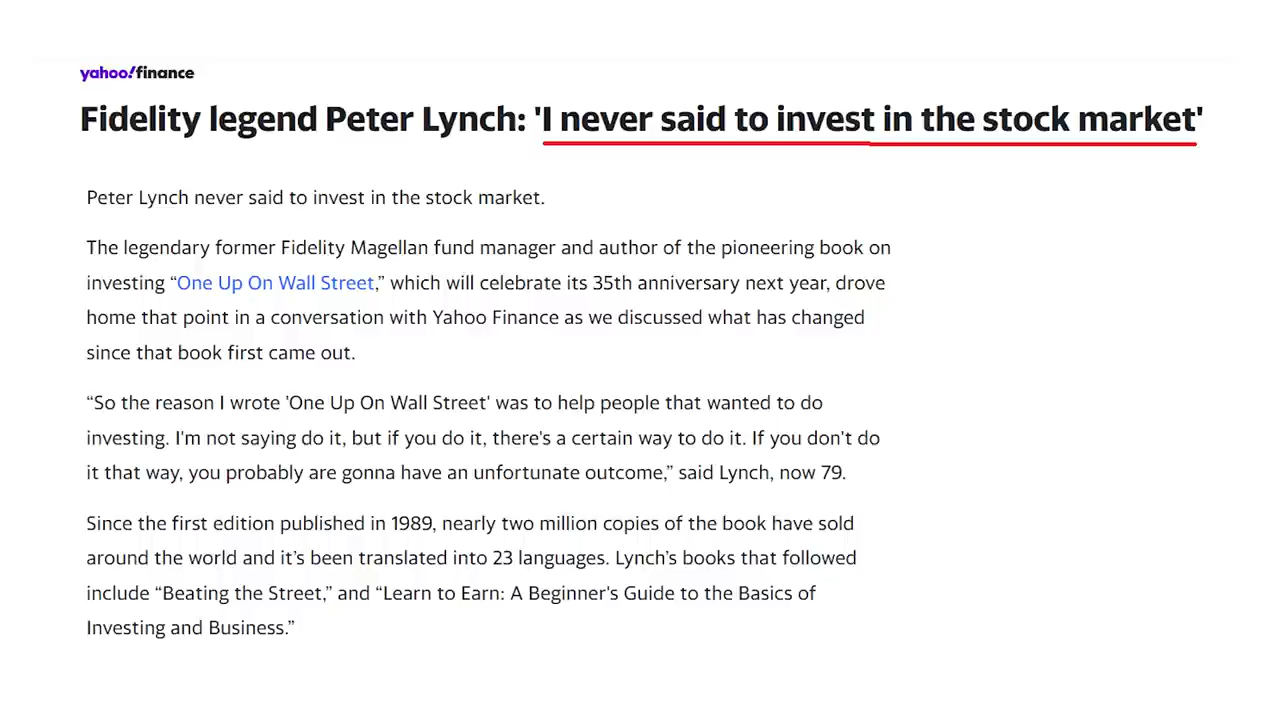 yahoo!finance
Fidelity legend Peter Lynch: 'I never said to invest in the stock market'
Peter Lynch never said to invest in the stock market.
The legendary former Fidelity Magellan fund manager and author of the pioneering book on
investing “One Up On Wall Street,” which will celebrate its 35th anniversary next year, drove
home that point in a conversation with Yahoo Finance as we discussed what has changed
since that book first came out.
“So the reason I wrote 'One Up On Wall Street' was to help people that wanted to do
investing. I'm not saying do it, but if you do it, there's a certain way to do it. If you don't do
it that way, you probably are gonna have an unfortunate outcome,” said Lynch, now 79.
Since the first edition published in 1989, nearly two million copies of the book have sold
around the world and it’s been translated into 23 languages. Lynch’s books that followed
include “Beating the Street,” and “Learn to Earn: A Beginner's Guide to the Basics of
Investing and Business.”